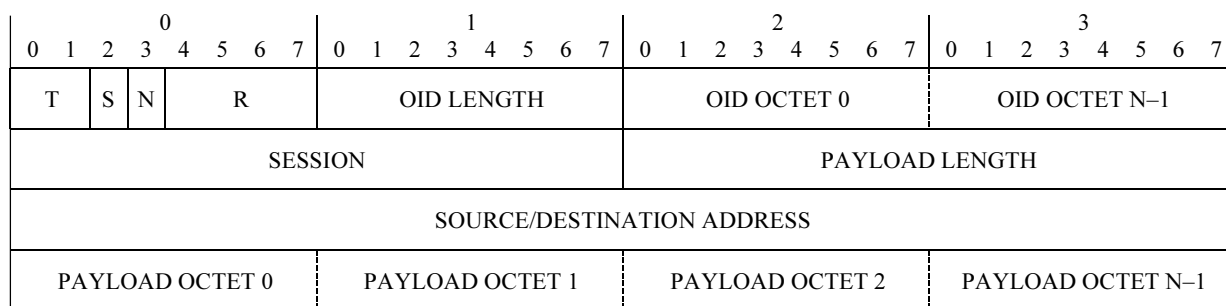 0 1 2 3
0 1 2 3 4 5 6 7 0 1 2 3 4 5 6 7 0 1 2 3 4 5 6 7 0 1 2 3 4 5 6 7
T S N R OID LENGTH OID OCTET 0 OID OCTET N–1
SESSION PAYLOAD LENGTH
SOURCE/DESTINATION ADDRESS
PAYLOAD OCTET 0 PAYLOAD OCTET 1 PAYLOAD OCTET 2 PAYLOAD OCTET N–1